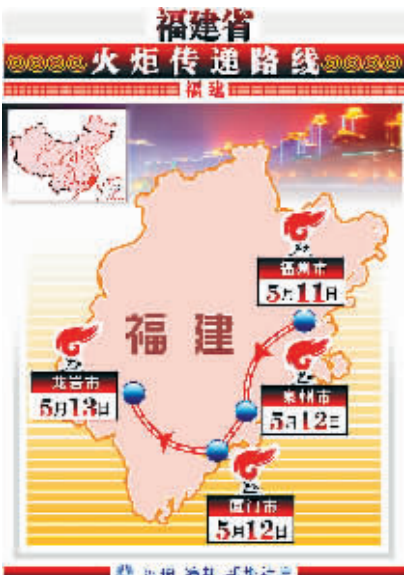 福建省
火炬传递路线
福建
福州市
5月11日
福建
龙岩市
5月13日
泉州市
5月12日
厦门市
5月12日